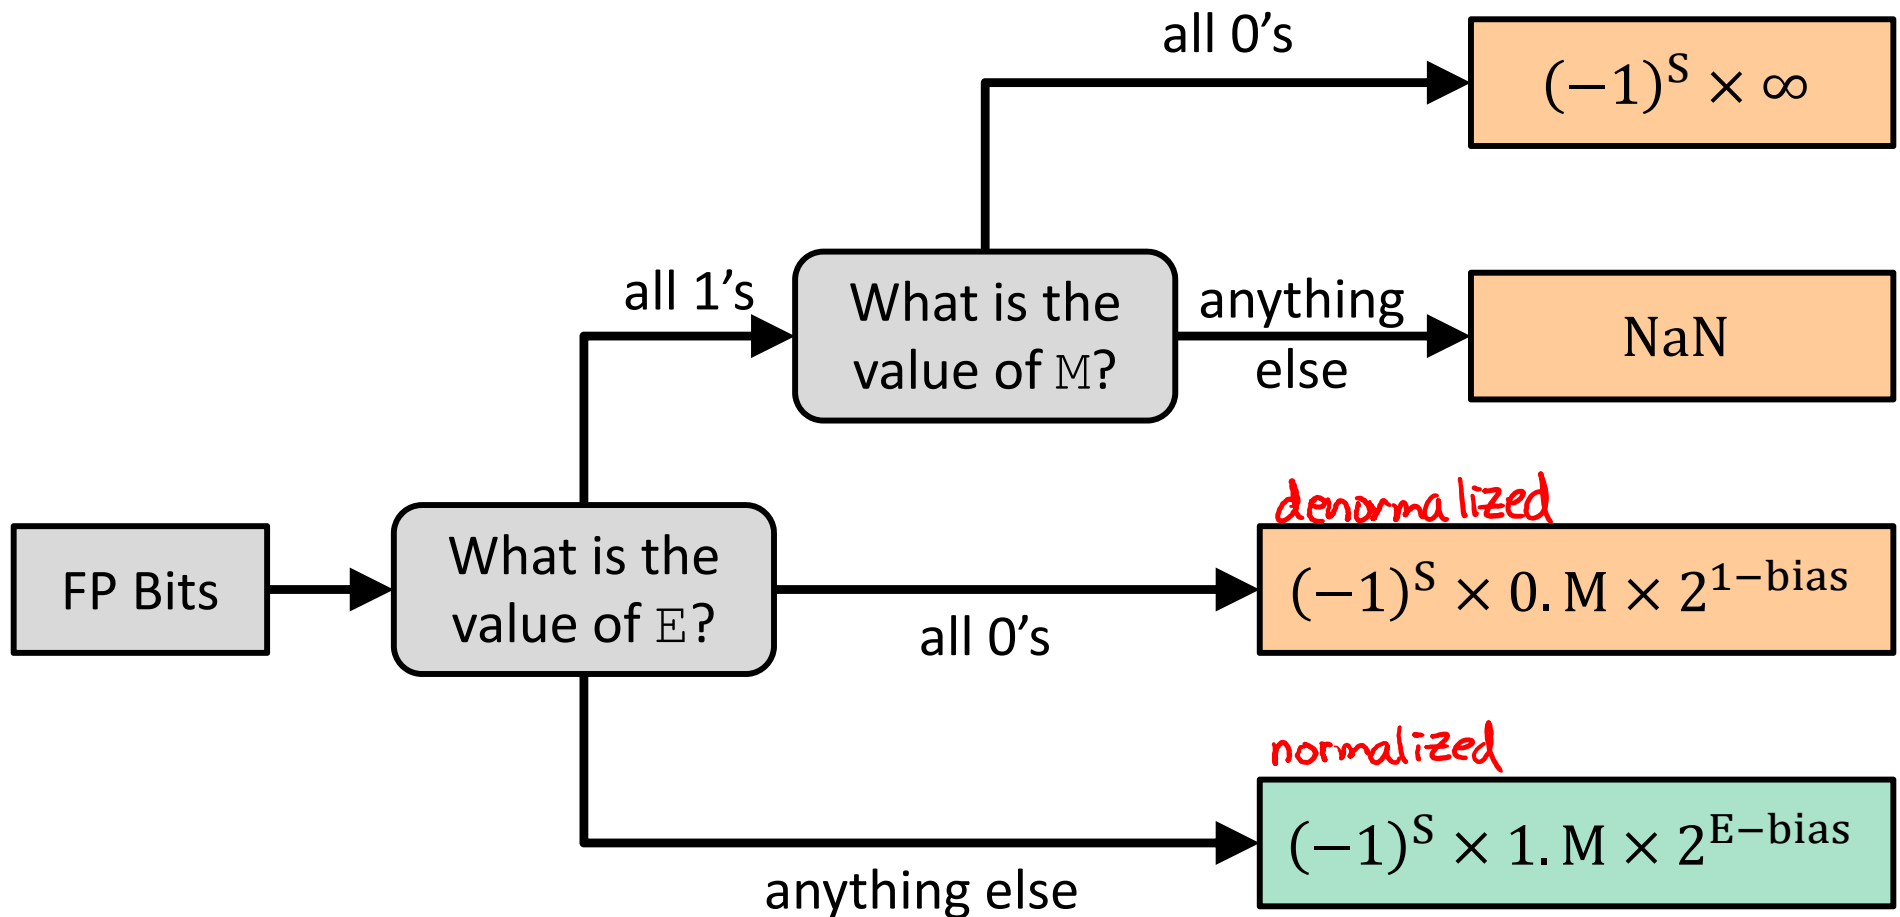 all 0's
(−1)^S × ∞
all 1’s
What is the
value of M?
anything
else
NaN
FP Bits
What is the
value of E?
all 0’s
denormalized
(−1)^S × 0. M × 2^{1−bias}
normalized
(−1)^S × 1. M × 2^{E−bias}
anything else